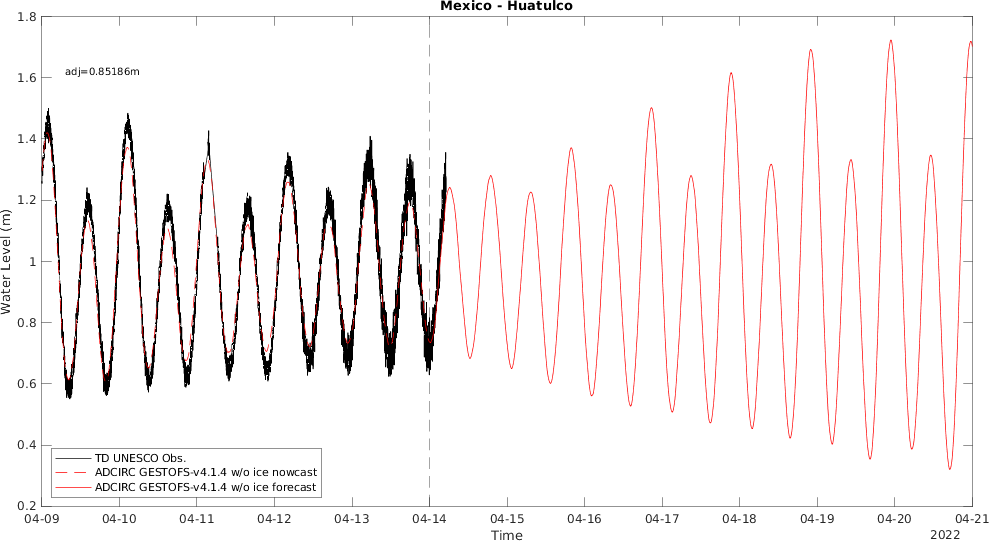 Mexico - Huatulco
1.8
1.6
1.4
1.2
1
0.8
0.6
0.4
0.2
Water Level (m)
adj=0.85186m
TD UNESCO Obs.
ADCIRC GESTOFS-v4.1.4 w/o ice nowcast
ADCIRC GESTOFS-v4.1.4 w/o ice forecast
04-09 04-10 04-11 04-12 04-13 04-14 04-15 04-16 04-17 04-18 04-19 04-20 04-21
Time
2022